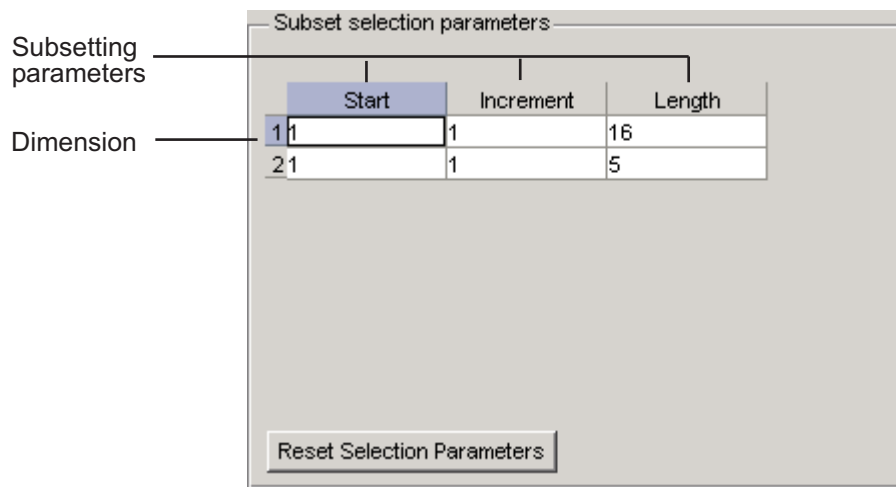 Subset selection parameters
Subsetting
parameters
Start Increment Length
Dimension
1 1 1 16
2 1 1 5
Reset Selection Parameters